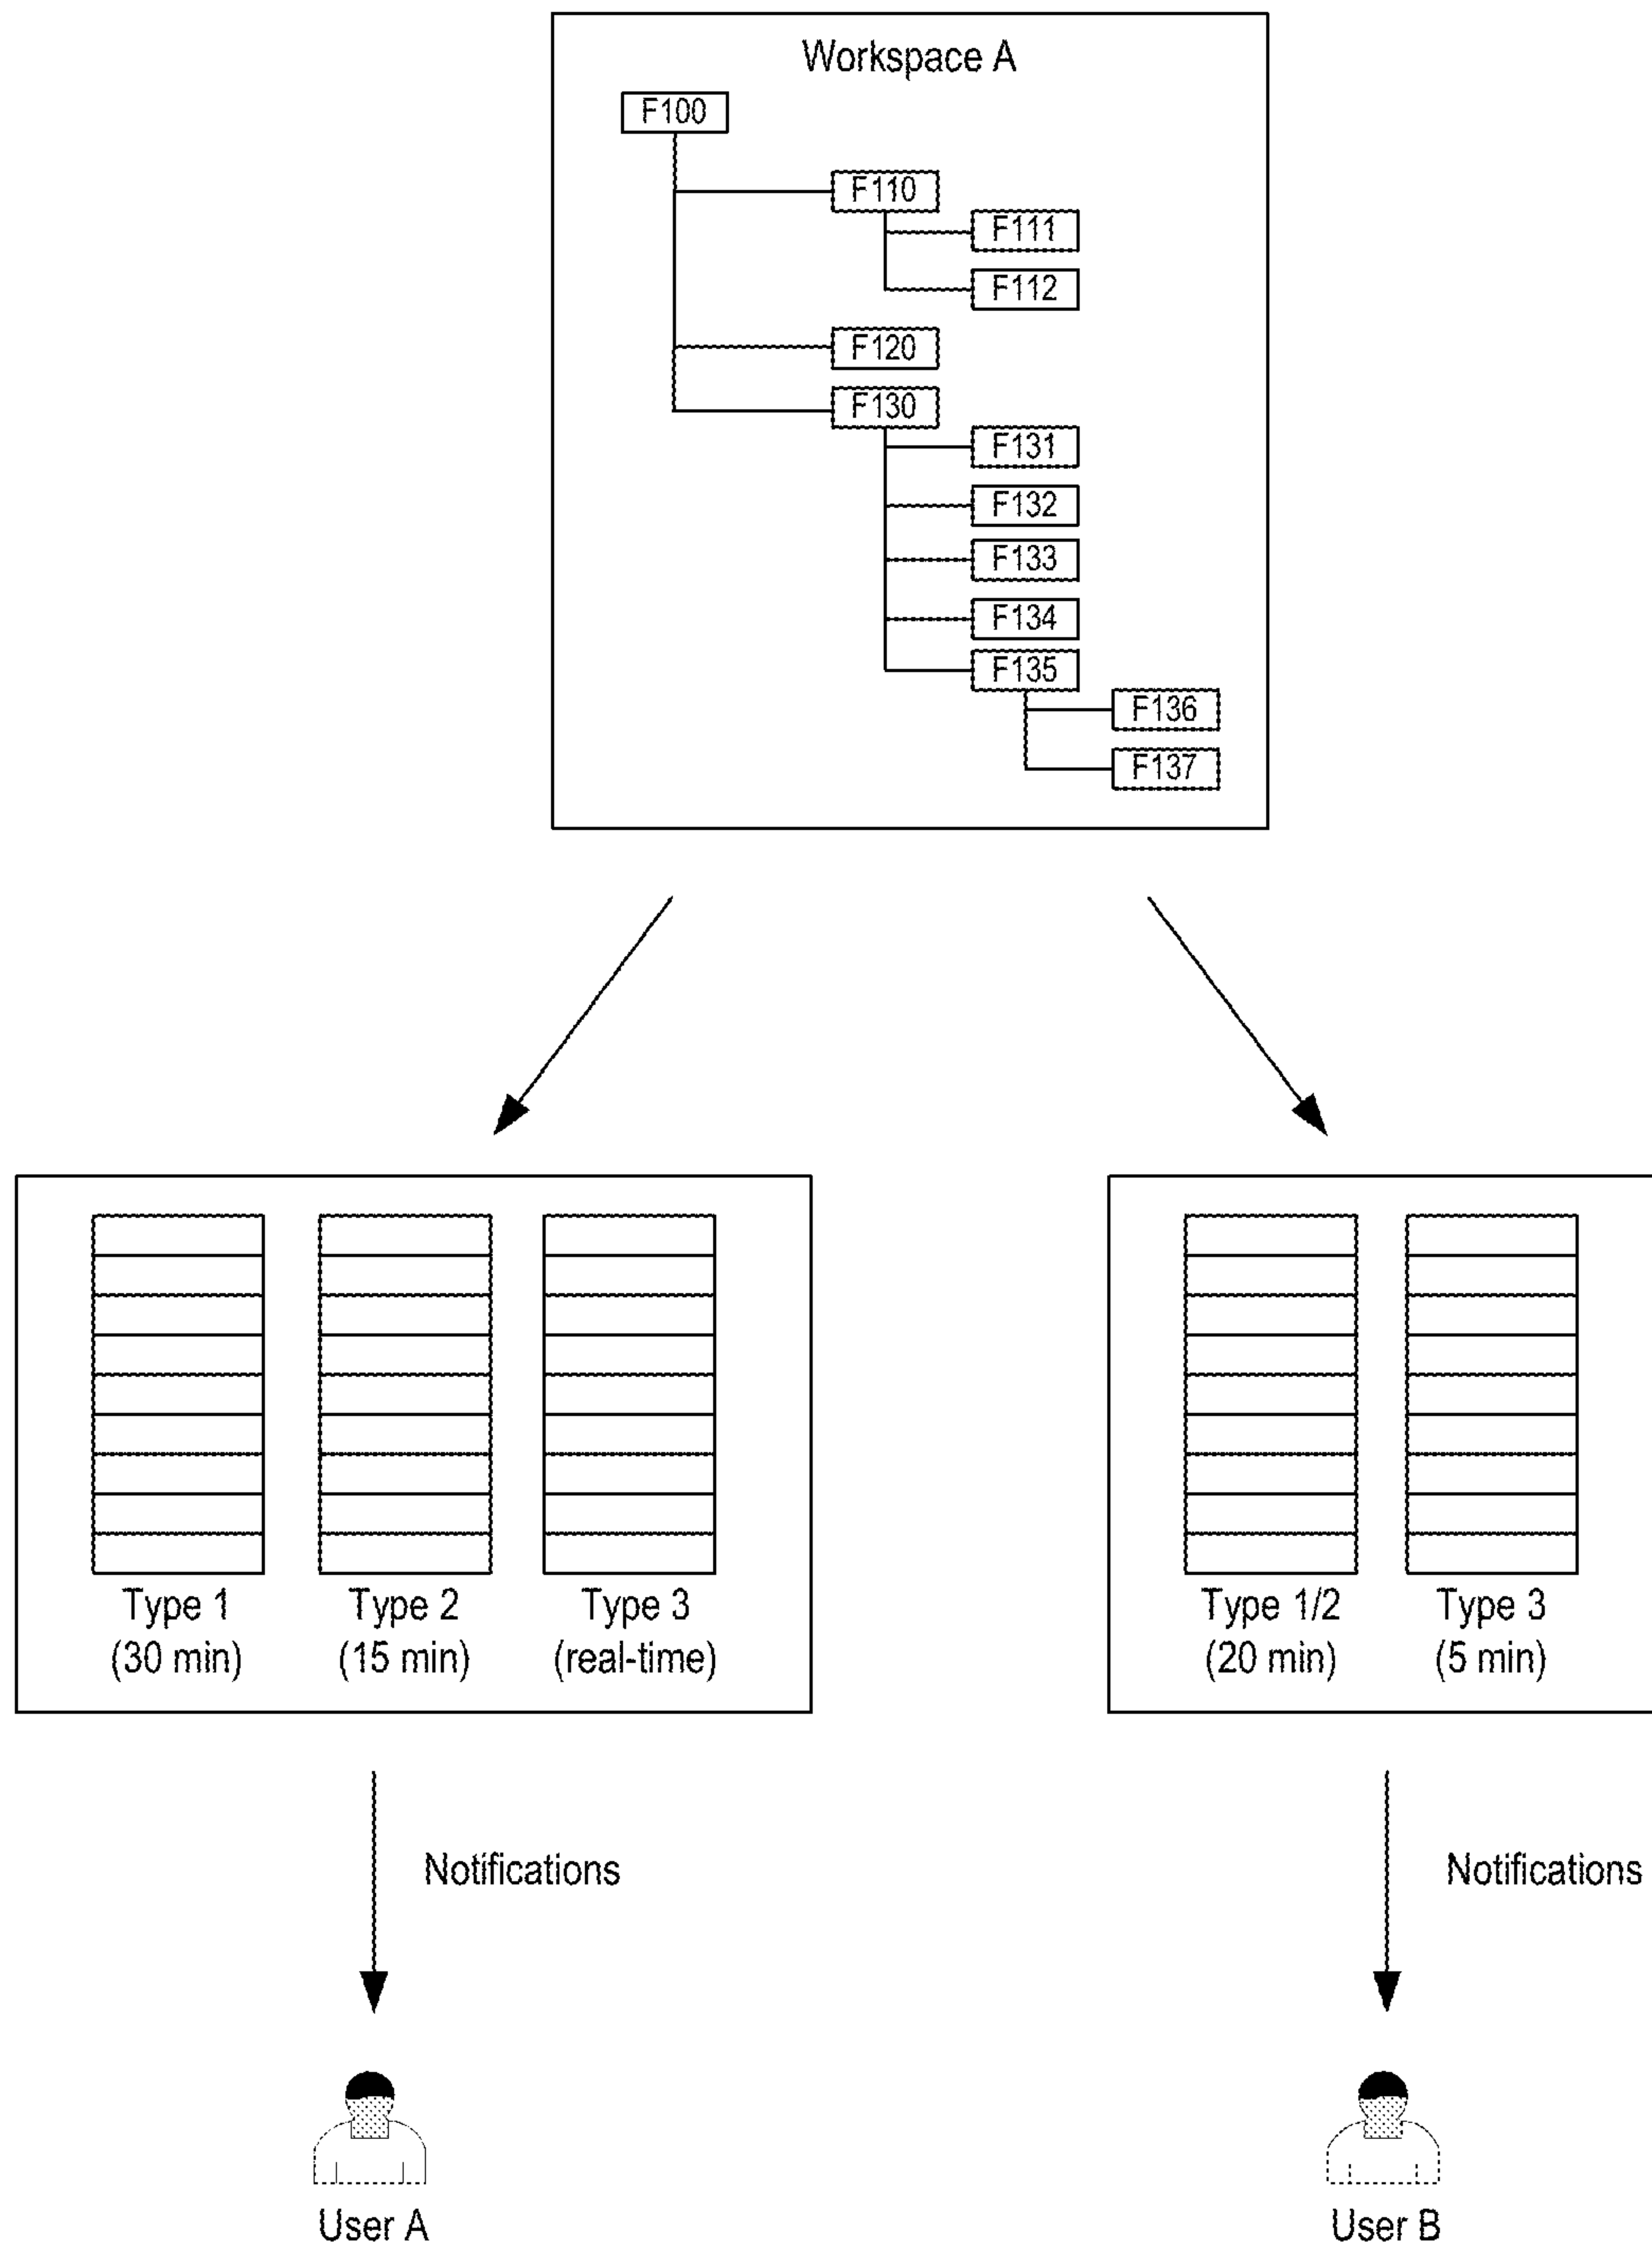 Workspace A
F100
F110
F111
F112
F120
F130
F131
F132
F133
F134
F135
F136
F137
Type 1
(30 min)
Type 2
(15 min)
Type 3
(real-time)
Type 1/2
(20 min)
Type 3
(5 min)
Notifications
Notifications
User A
User B